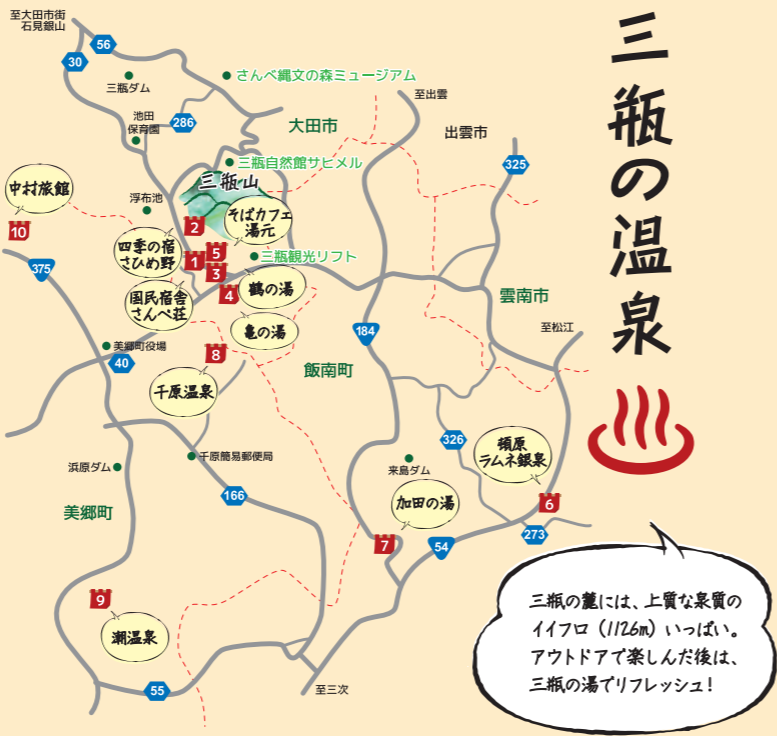 三瓶の温泉
至大田市街
石見銀山
56
30
三瓶ダム
さんべ縄文の森ミュージアム
池田
保育園
286
大田市
至出雲
出雲市
325
三瓶自然館サヒメル
三瓶山
中村旅館
10
浮布池
2
そばカフェ
湯元
四季の宿
さひめ野
1
5
3
三瓶観光リフト
375
国民宿舎
さんべ荘
4
鶴の湯
亀の湯
雲南市
至松江
184
美郷町役場
40
8
千原温泉
飯南町
326
頓原
ラムネ銀泉
浜原ダム
千原簡易郵便局
来島ダム
166
加田の湯
6
美郷町
7
54
273
9
潮温泉
55
至三次
三瓶の麓には、上質な泉質の
イイフロ（1126m）いっぱい。
アウトドアで楽しんだ後は、
三瓶の湯でリフレッシュ！